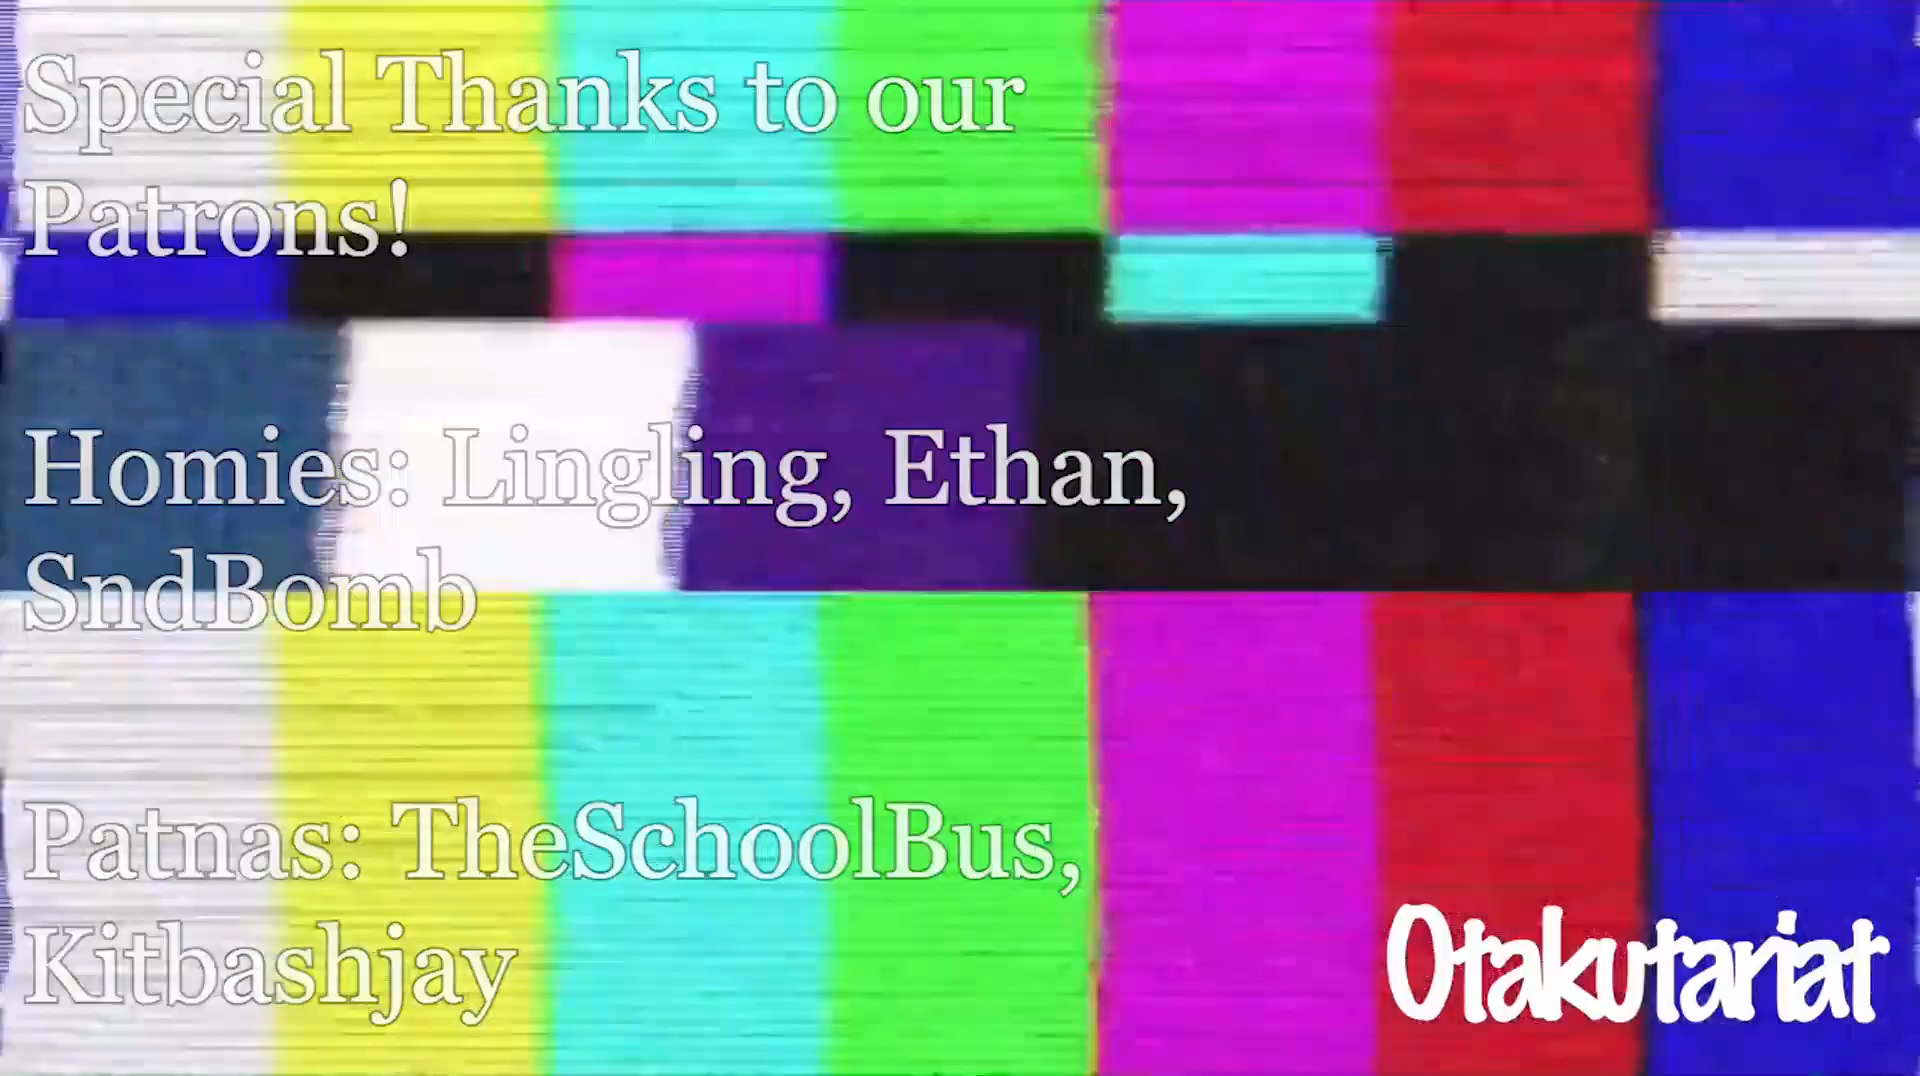 Special Thanks to our
Patrons!
Homies: Lingling, Ethan,
SndBomb
Patnas: TheSchoolBus,
Kitbashjay
Otakutariat